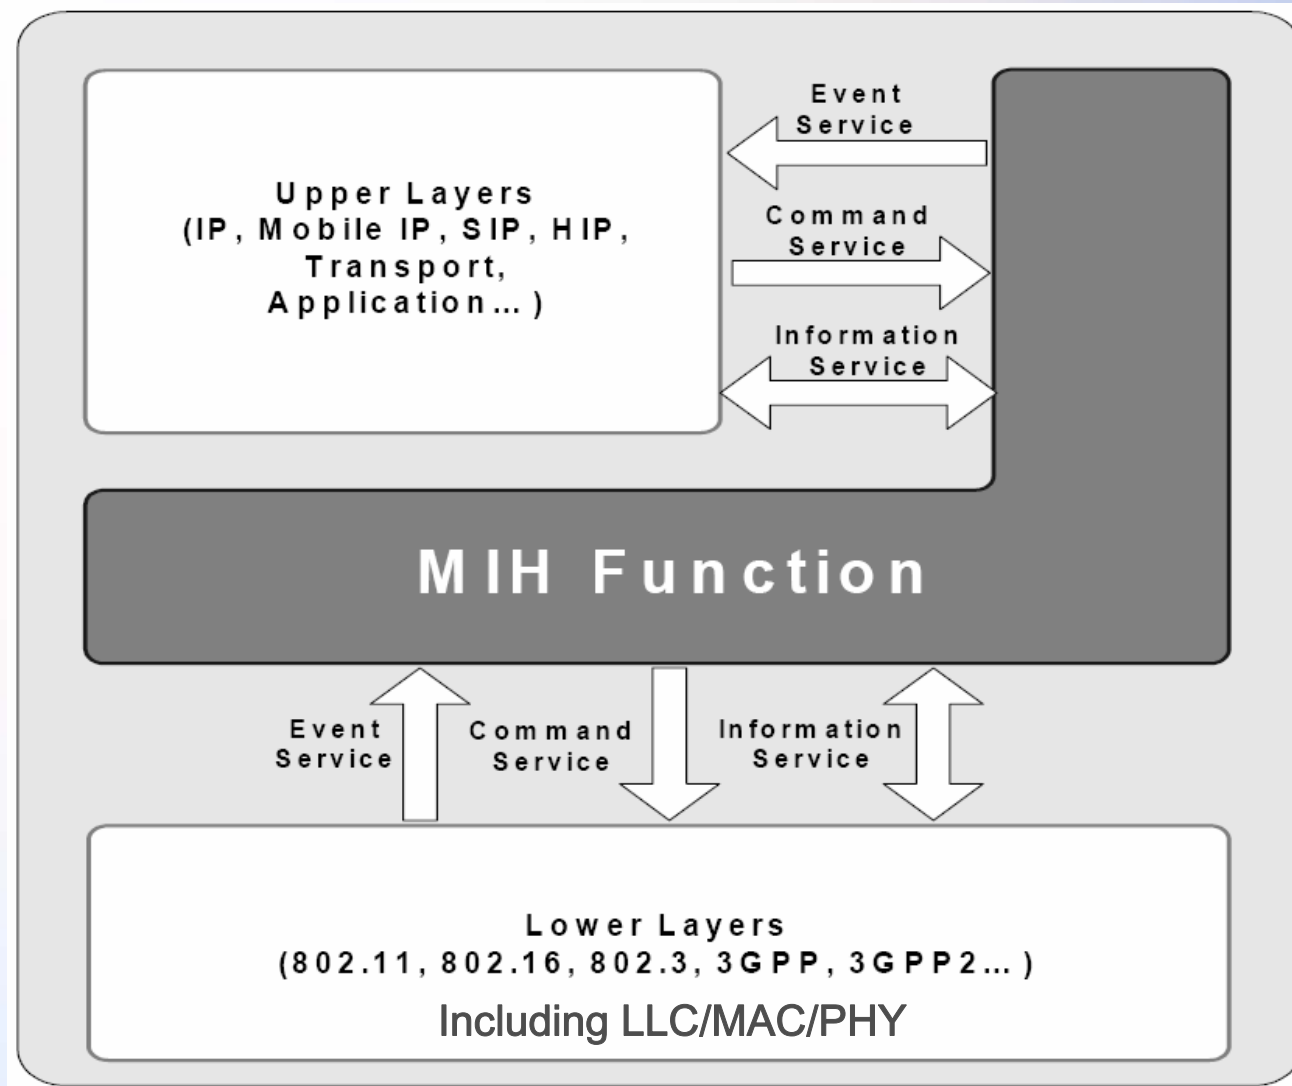 Event
Service
Upper Layers
(IP, Mobile IP, SIP, HIP,
Transport,
Application... )
Command
Service
Information
Service
MIH Function
Event
Service
Command
Service
Information
Service
Lower Layers
(802.11, 802.16, 802.3, 3GPP, 3GPP2... )
Including LLC/MAC/PHY